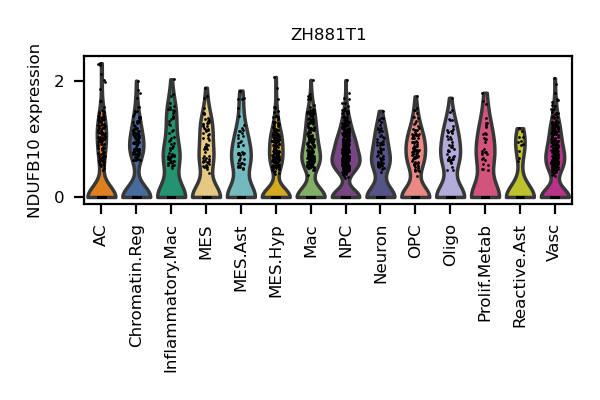 ZH881T1
NDUFB10 expression
2
0
AC
Chromatin.Reg
Inflammatory.Mac
MES
MES.Ast
MES.Hyp
Mac
NPC
Neuron
OPC
Oligo
Prolif.Metab
Reactive.Ast
Vasc